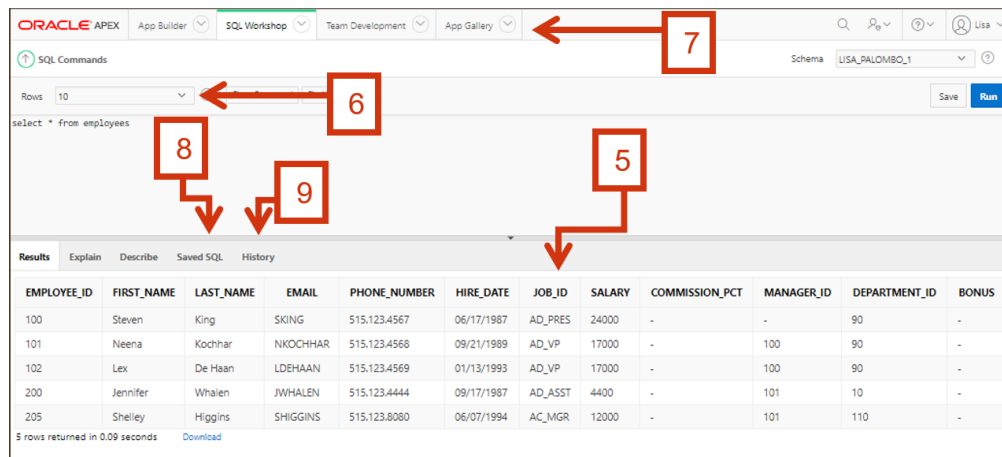 ORACLE APEX App Builder SQL Workshop Team Development App Gallery 7 Lisa
SQL Commands Schema LISA_PALOMBO_1
Rows 10 6 Save Run
select * from employees
8 9 5
Results Explain Describe Saved SQL History
EMPLOYEE_ID FIRST_NAME LAST_NAME EMAIL PHONE_NUMBER HIRE_DATE JOB_ID SALARY COMMISSION_PCT MANAGER_ID DEPARTMENT_ID BONUS
100 Steven King SKING 515.123.4567 06/17/1987 AD_PRES 24000 - - 90 -
101 Neena Kochhar NKOCHHAR 515.123.4568 09/21/1989 AD_VP 17000 - 100 90 -
102 Lex De Haan LDEHAAN 515.123.4569 01/13/1993 AD_VP 17000 - 100 90 -
200 Jennifer Whalen JWHALEN 515.123.4444 09/17/1987 AD_ASST 4400 - 101 10 -
205 Shelley Higgins SHIGGINS 515.123.8080 06/07/1994 AC_MGR 12000 - 101 110 -
5 rows returned in 0.09 seconds Download